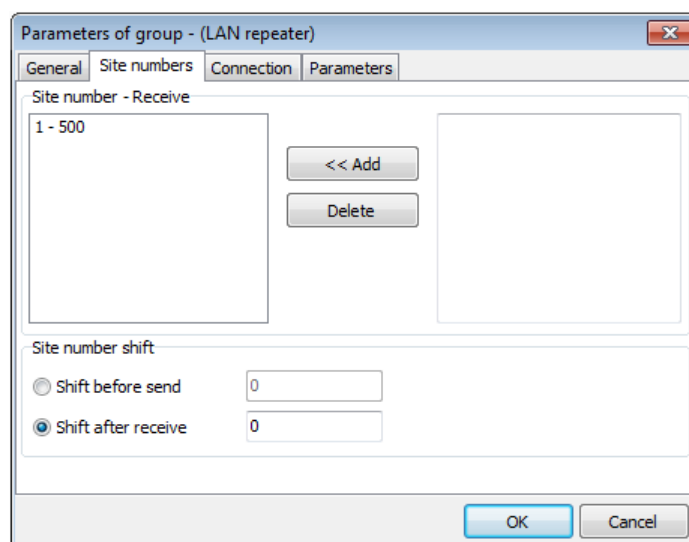 Parameters of group - (LAN repeater)
General Site numbers Connection Parameters
Site number - Receive
1 - 500
<< Add
Delete
Site number shift
Shift before send 0
Shift after receive 0
OK Cancel